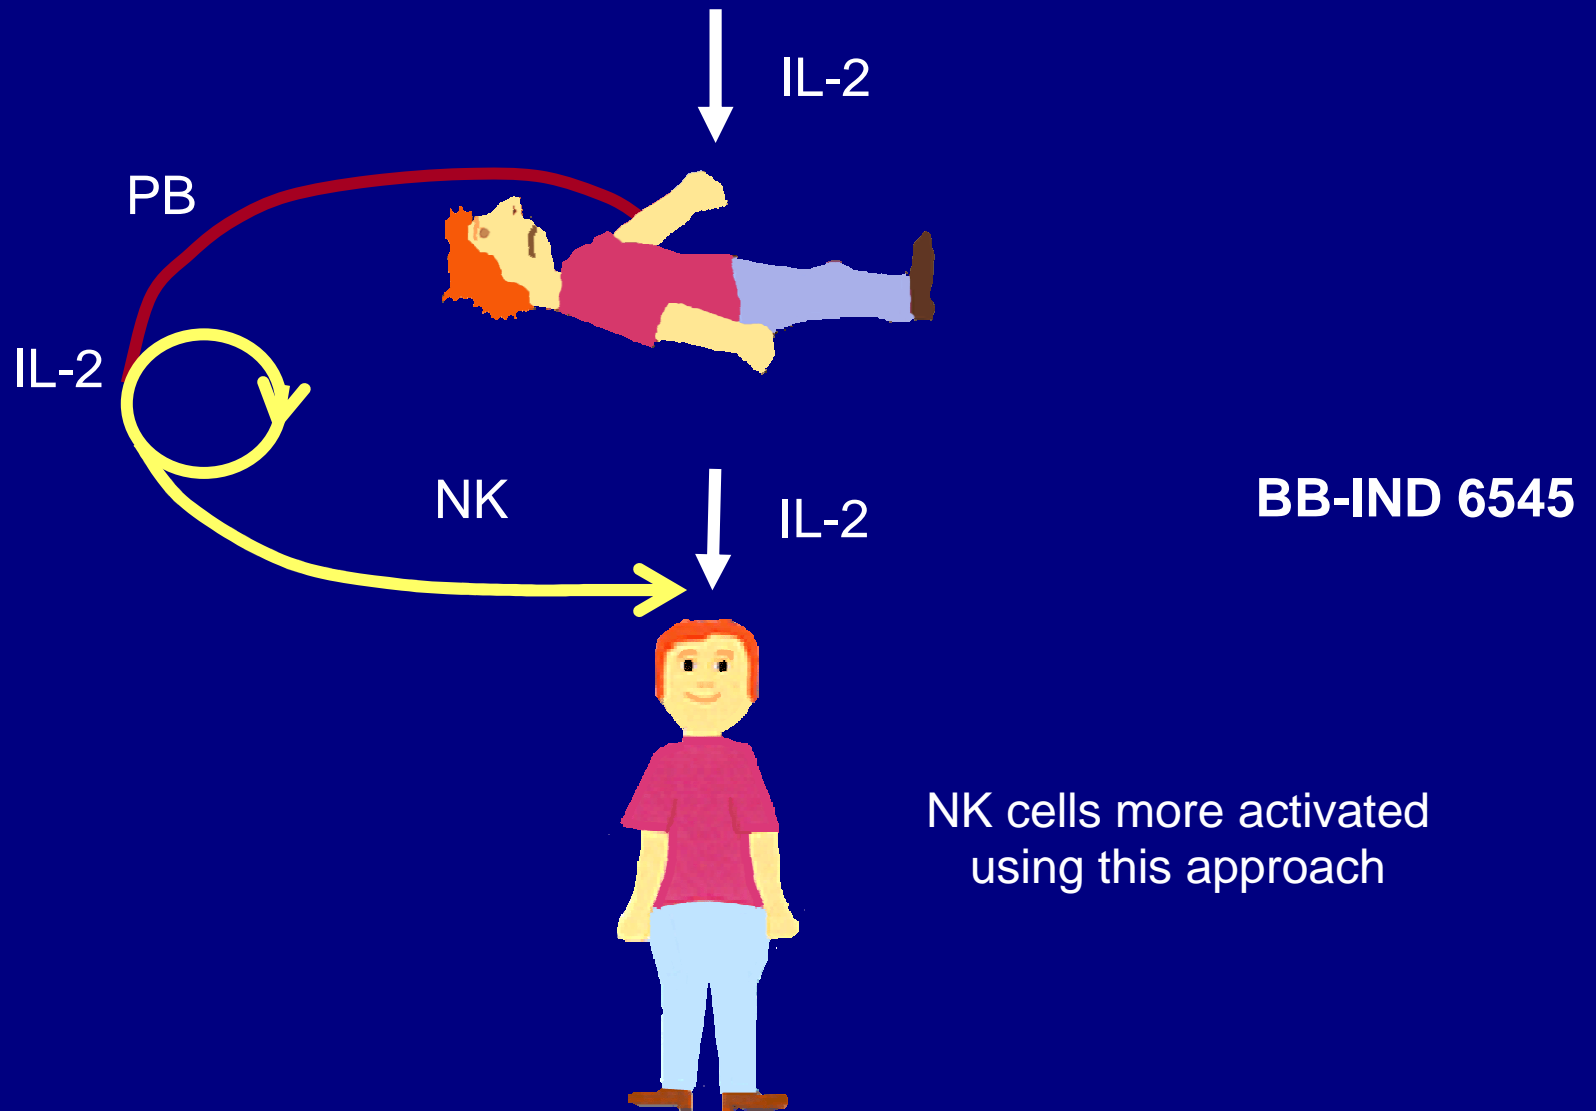 IL-2
PB
IL-2
NK
IL-2
BB-IND 6545
NK cells more activated
using this approach